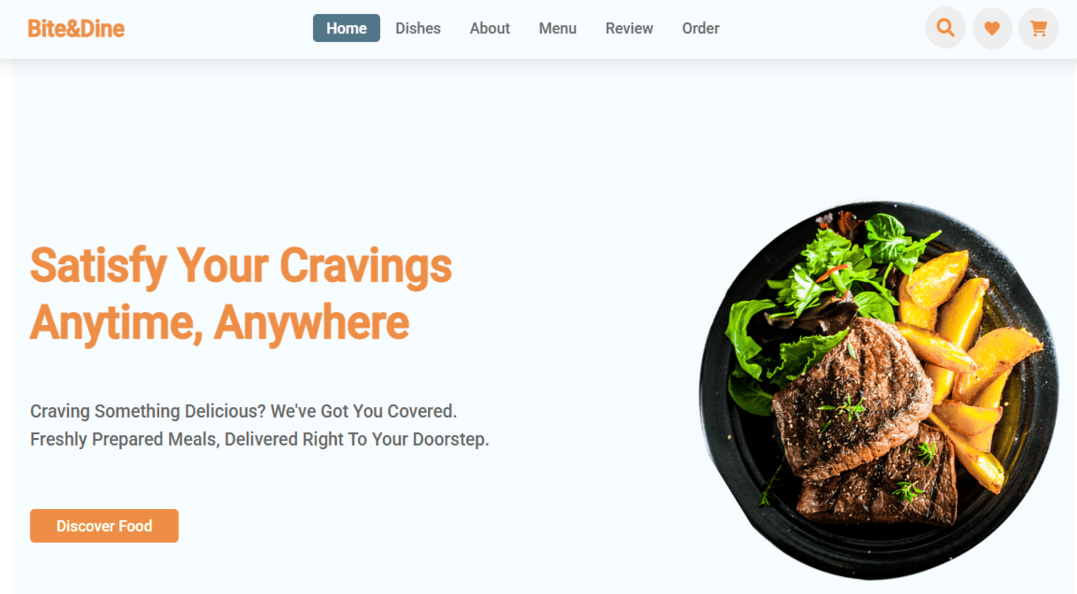 Bite&Dine
Home
Dishes
About
Menu
Review
Order
Satisfy Your Cravings
Anytime, Anywhere
Craving Something Delicious? We've Got You Covered.
Freshly Prepared Meals, Delivered Right To Your Doorstep.
Discover Food